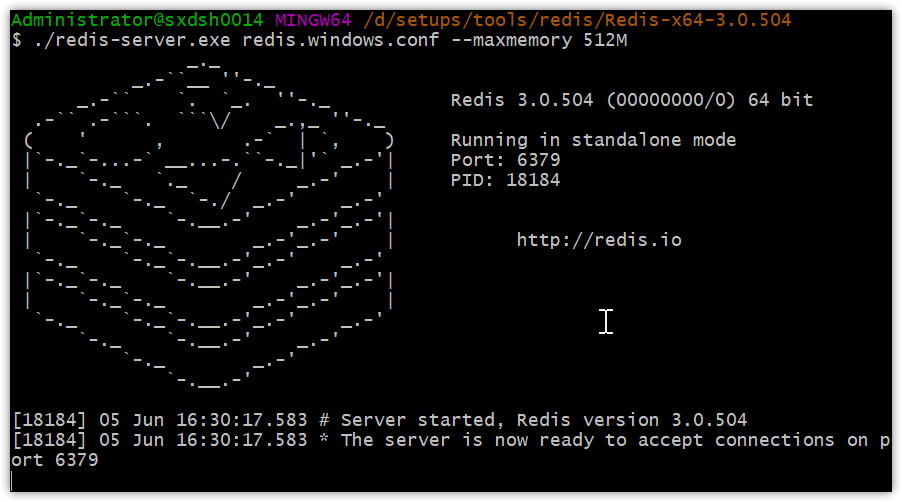 Administrator@sxdsh0014 MINGW64 /d/setups/tools/redis/Redis-x64-3.0.504
$ ./redis-server.exe redis.windows.conf --maxmemory 512M
Redis 3.0.504 (00000000/0) 64 bit
Running in standalone mode
Port: 6379
PID: 18184
http://redis.io
[18184] 05 Jun 16:30:17.583 # Server started, Redis version 3.0.504
[18184] 05 Jun 16:30:17.583 * The server is now ready to accept connections on p
ort 6379